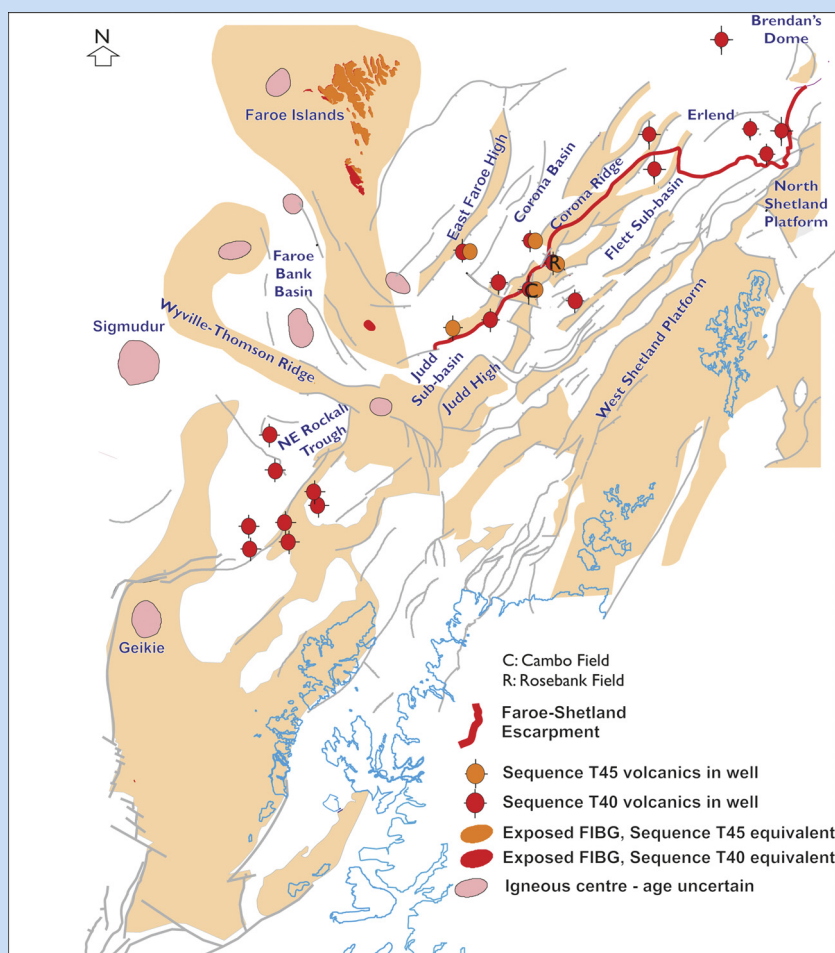 N
Brendan's
Dome
Faroe Islands
Erlend
East Faroe High
Corona Basin
Corona Ridge
Flett Sub-basin
North
Shetland
Platform
Faroe
Bank
Basin
R
C
Sigmudur
Wyville-Thomson Ridge
West Shetland Platform
Judd
Sub-basin
Judd High
NE Rockall
Trough
Geikie
C: Cambo Field
R: Rosebank Field
Faroe-Shetland
Escarpment
Sequence T45 volcanics in well
Sequence T40 volcanics in well
Exposed FIBG, Sequence T45 equivalent
Exposed FIBG, Sequence T40 equivalent
Igneous centre - age uncertain